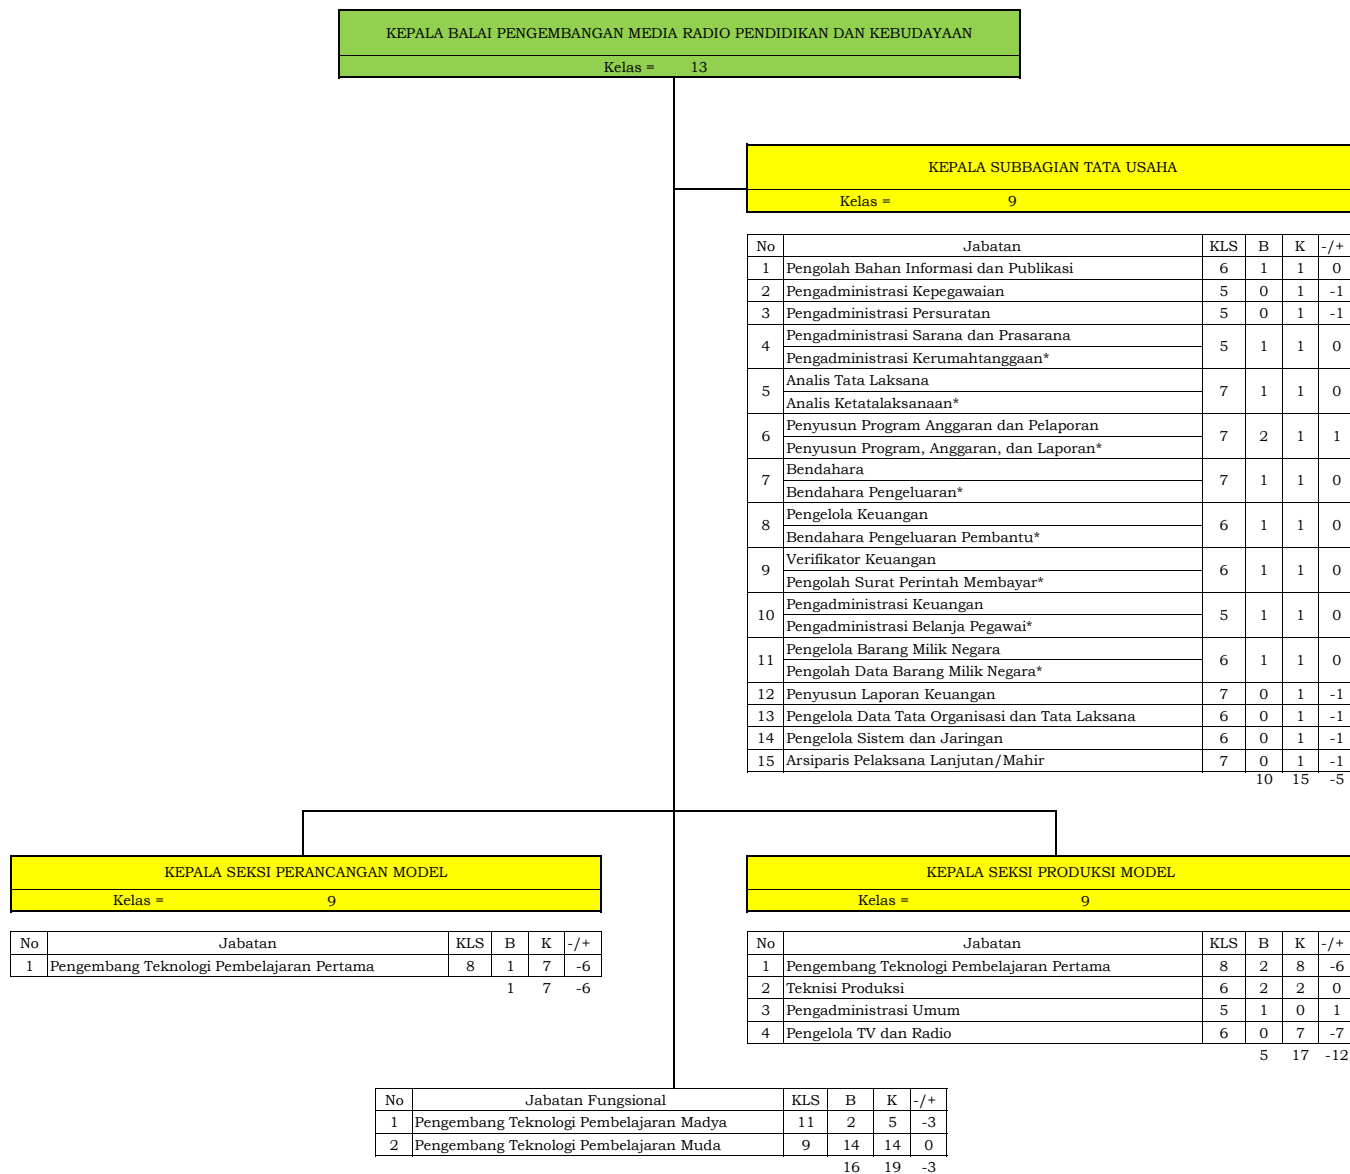 KEPALA BALAI PENGEMBANGAN MEDIA RADIO PENDIDIKAN DAN KEBUDAYAAN
Kelas = 13
KEPALA SUBBAGIAN TATA USAHA
Kelas = 9
No Jabatan KLS B K -/+
1 Pengolah Bahan Informasi dan Publikasi 6 1 1 0
2 Pengadministrasi Kepegawaian 5 0 1 -1
3 Pengadministrasi Persuratan 5 0 1 -1
Pengadministrasi Sarana dan Prasarana
4 5 1 1 0
Pengadministrasi Kerumahtanggaan*
Analis Tata Laksana
5 7 1 1 0
Analis Ketatalaksanaan*
Penyusun Program Anggaran dan Pelaporan
6 7 2 1 1
Penyusun Program, Anggaran, dan Laporan*
Bendahara
7 7 1 1 0
Bendahara Pengeluaran*
Pengelola Keuangan
8 6 1 1 0
Bendahara Pengeluaran Pembantu*
Verifikator Keuangan
9 6 1 1 0
Pengolah Surat Perintah Membayar*
Pengadministrasi Keuangan
10 5 1 1 0
Pengadministrasi Belanja Pegawai*
Pengelola Barang Milik Negara
11 6 1 1 0
Pengolah Data Barang Milik Negara*
12 Penyusun Laporan Keuangan 7 0 1 -1
13 Pengelola Data Tata Organisasi dan Tata Laksana 6 0 1 -1
14 Pengelola Sistem dan Jaringan 6 0 1 -1
15 Arsiparis Pelaksana Lanjutan/Mahir 7 0 1 -1
10 15 -5
KEPALA SEKSI PERANCANGAN MODEL
Kelas = 9
No Jabatan KLS B K -/+
1 Pengembang Teknologi Pembelajaran Pertama 8 1 7 -6
1 7 -6
KEPALA SEKSI PRODUKSI MODEL
Kelas = 9
No Jabatan KLS B K -/+
1 Pengembang Teknologi Pembelajaran Pertama 8 2 8 -6
2 Teknisi Produksi 6 2 2 0
3 Pengadministrasi Umum 5 1 0 1
4 Pengelola TV dan Radio 6 0 7 -7
5 17 -12
No Jabatan Fungsional KLS B K -/+
1 Pengembang Teknologi Pembelajaran Madya 11 2 5 -3
2 Pengembang Teknologi Pembelajaran Muda 9 14 14 0
16 19 -3